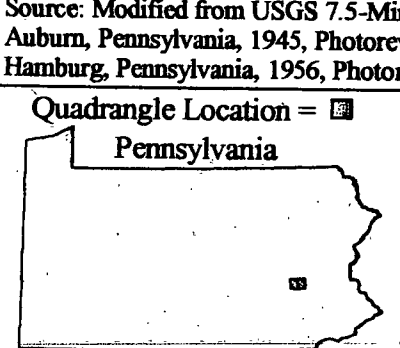 Source: Modified from USGS 7.5-Min
Auburn, Pennsylvania, 1945, Photorev
Hamburg, Pennsylvania, 1956, Photor
Quadrangle Location =
Pennsylvania